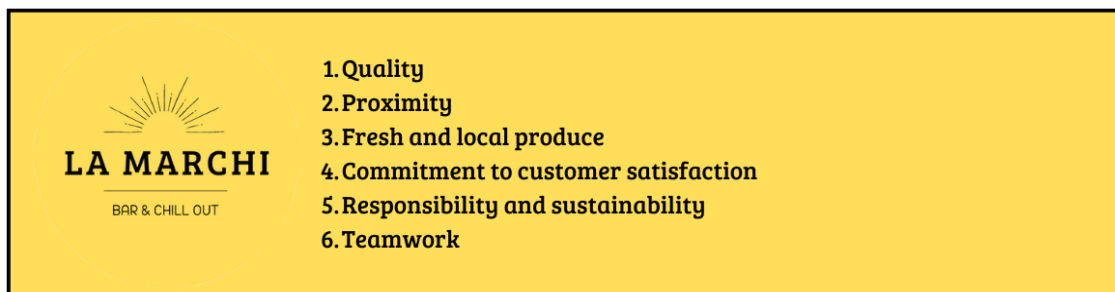 LA MARCHI
BAR & CHILL OUT
1. Quality
2. Proximity
3. Fresh and local produce
4. Commitment to customer satisfaction
5. Responsibility and sustainability
6. Teamwork